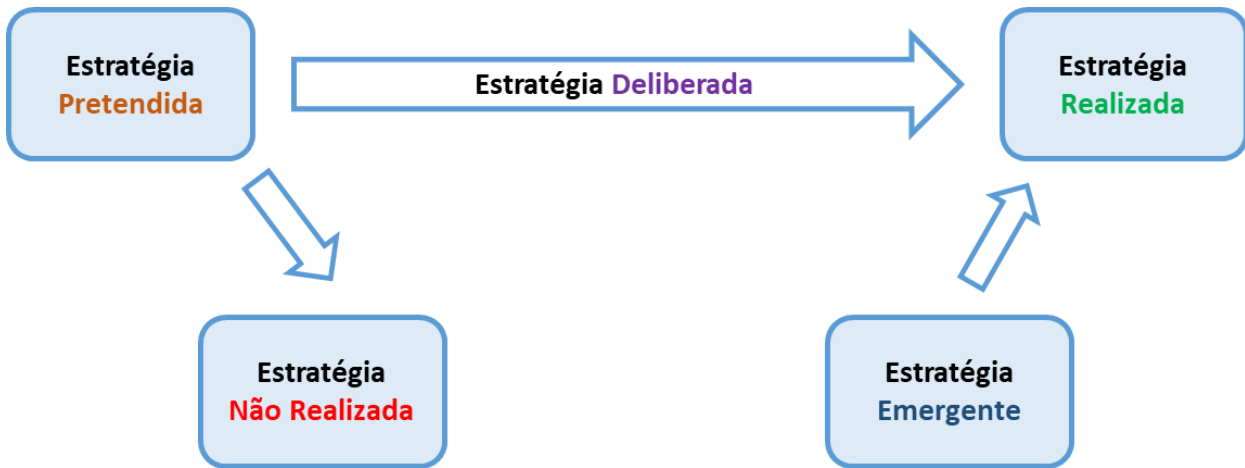 Estratégia
Pretendida
Estratégia Deliberada
Estratégia
Realizada
Estratégia
Não Realizada
Estratégia
Emergente